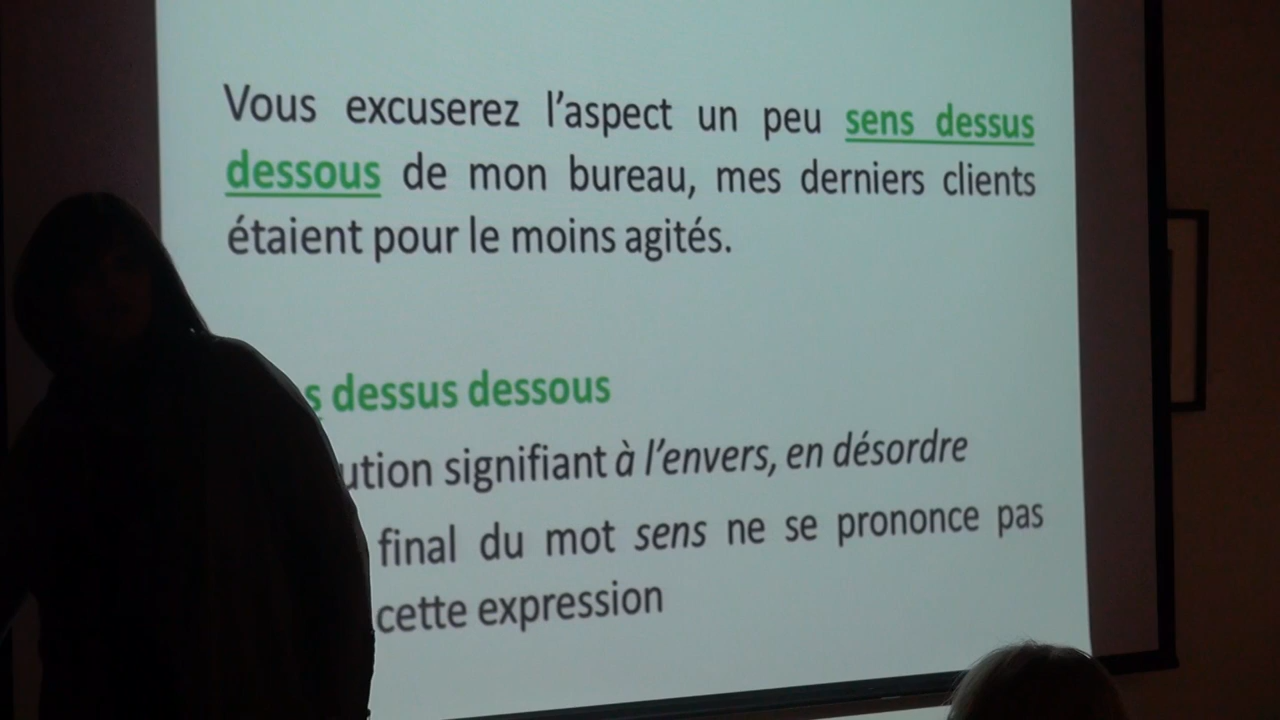 Vous excuserez l’aspect un peu sens dessus
dessous de mon bureau, mes derniers clients
étaient pour le moins agités.
dessus dessous
signifiant à l’envers, en désordre
final du mot sens ne se prononce pas
cette expression